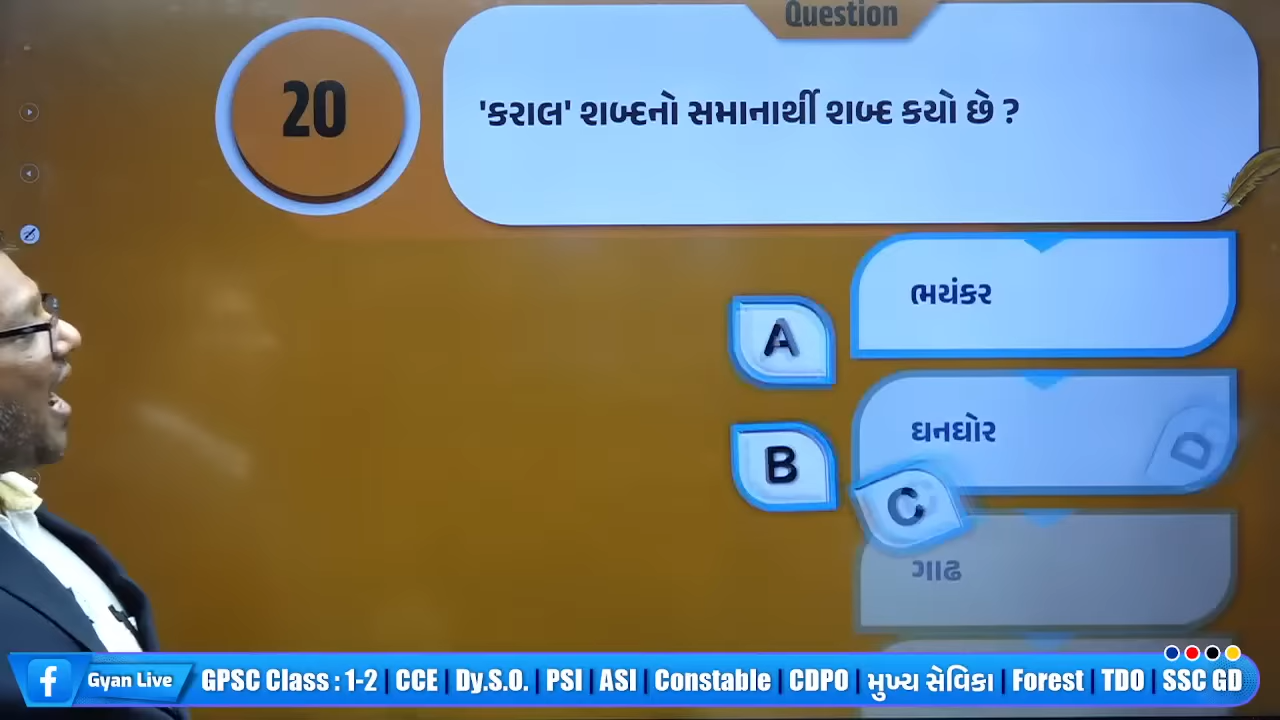 Question
20
'કરાલ' શબ્દનો સમાનાર્થી શબ્દ કયો છે ?
A
ભયંકર
B
ઘનઘોર
D
C
ગાઢ
Gyan Live
GPSC Class : 1-2 | CCE | Dy.S.O. | PSI | ASI | Constable | CDPO | મુખ્ય સેવિકા | Forest | TDO | SSC GD